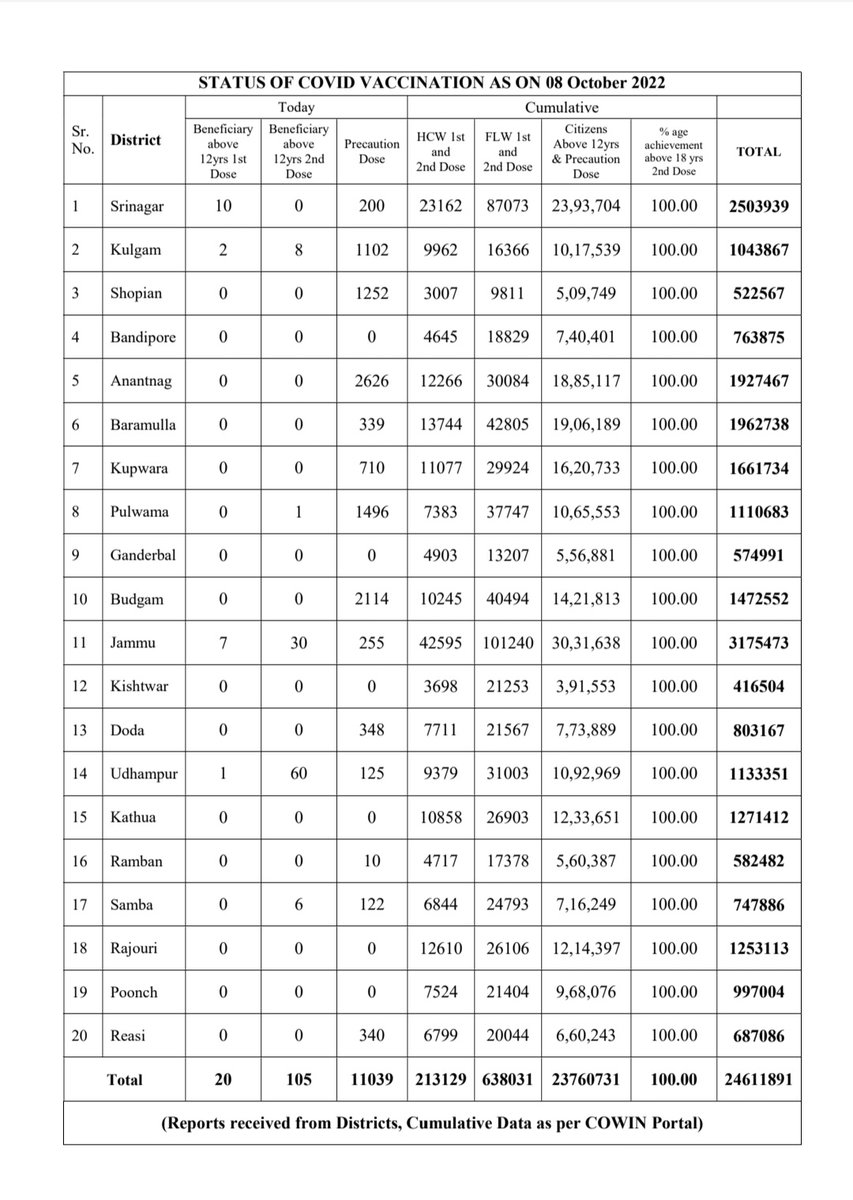 STATUS OF COVID VACCINATION AS ON 08 October 2022
Today Cumulative
Sr. No. District Beneficiary above 12yrs 1st Dose Beneficiary above 12yrs 2nd Dose Precaution Dose HCW 1st and 2nd Dose FLW 1st and 2nd Dose Citizens Above 12yrs & Precaution Dose % age achievement above 18 yrs 2nd Dose TOTAL
1 Srinagar 10 0 200 23162 87073 23,93,704 100.00 2503939
2 Kulgam 2 8 1102 9962 16366 10,17,539 100.00 1043867
3 Shopian 0 0 1252 3007 9811 5,09,749 100.00 522567
4 Bandipore 0 0 0 4645 18829 7,40,401 100.00 763875
5 Anantnag 0 0 2626 12266 30084 18,85,117 100.00 1927467
6 Baramulla 0 0 339 13744 42805 19,06,189 100.00 1962738
7 Kupwara 0 0 710 11077 29924 16,20,733 100.00 1661734
8 Pulwama 0 1 1496 7383 37747 10,65,553 100.00 1110683
9 Ganderbal 0 0 0 4903 13207 5,56,881 100.00 574991
10 Budgam 0 0 2114 10245 40494 14,21,813 100.00 1472552
11 Jammu 7 30 255 42595 101240 30,31,638 100.00 3175473
12 Kishtwar 0 0 0 3698 21253 3,91,553 100.00 416504
13 Doda 0 0 348 7711 21567 7,73,889 100.00 803167
14 Udhampur 1 60 125 9379 31003 10,92,969 100.00 1133351
15 Kathua 0 0 0 10858 26903 12,33,651 100.00 1271412
16 Ramban 0 0 10 4717 17378 5,60,387 100.00 582482
17 Samba 0 6 122 6844 24793 7,16,249 100.00 747886
18 Rajouri 0 0 0 12610 26106 12,14,397 100.00 1253113
19 Poonch 0 0 0 7524 21404 9,68,076 100.00 997004
20 Reasi 0 0 340 6799 20044 6,60,243 100.00 687086
Total 20 105 11039 213129 638031 23760731 100.00 24611891
(Reports received from Districts, Cumulative Data as per COWIN Portal)